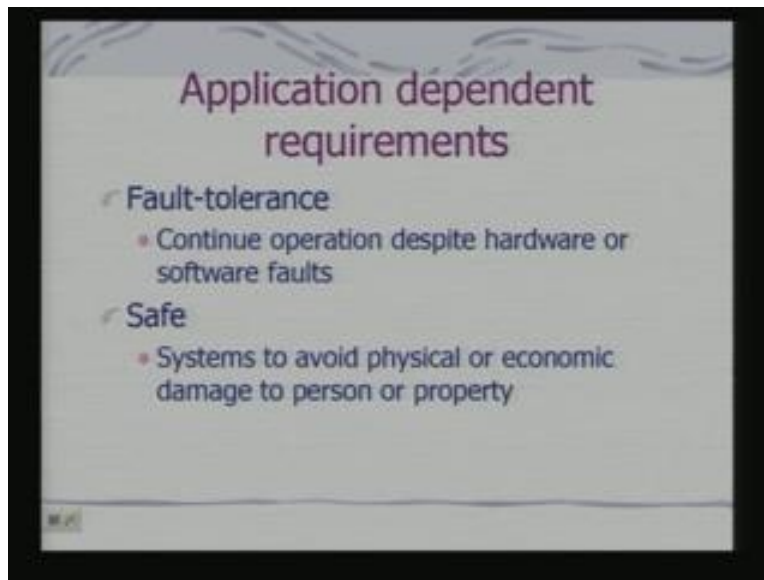 Application dependent
requirements
Fault-tolerance
Continue operation despite hardware or
software faults
Safe
Systems to avoid physical or economic
damage to person or property